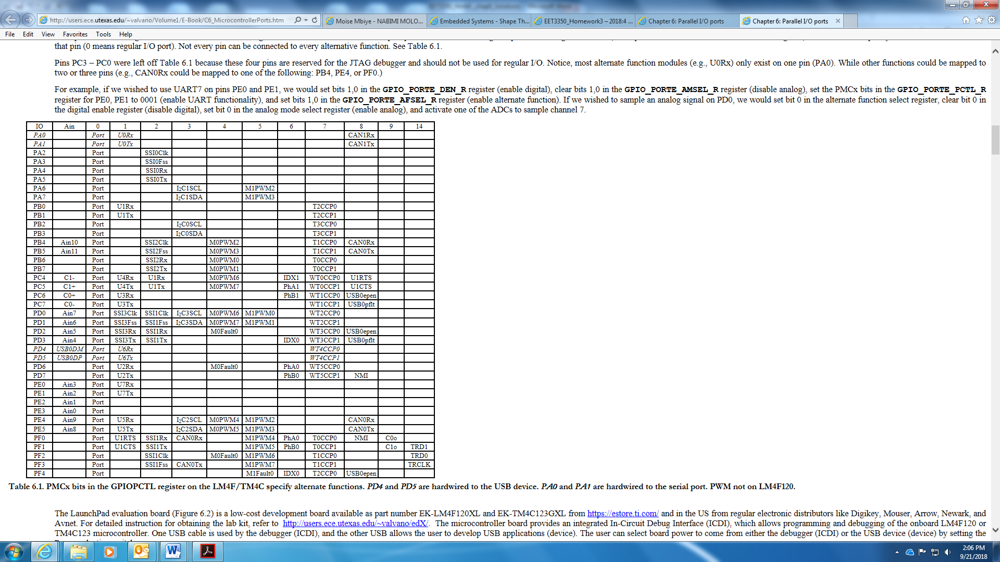 http://users.ece.utexas.edu/~valvano/Volume1/E-Book/C6_MicrocontrollerPorts.htm
Moise Mbiye - NABIMI MOLO...
Embedded Systems - Shape Th...
EET3350_Homework3 – 2018:4 ...
Chapter 6: Parallel I/O ports
Chapter 6: Parallel I/O ports
File Edit View Favorites Tools Help
that pin (0 means regular I/O port). Not every pin can be connected to every alternative function. See Table 6.1.
Pins PC3 – PC0 were left off Table 6.1 because these four pins are reserved for the JTAG debugger and should not be used for regular I/O. Notice, most alternate function modules (e.g., U0Rx) only exist on one pin (PA0). While other functions could be mapped to
two or three pins (e.g., CAN0Rx could be mapped to one of the following: PB4, PE4, or PF0.)
For example, if we wished to use UART7 on pins PE0 and PE1, we would set bits 1,0 in the GPIO_PORTE_DEN_R register (enable digital), clear bits 1,0 in the GPIO_PORTE_AMSEL_R register (disable analog), set the PMCx bits in the GPIO_PORTE_PCTL_R
register for PE0, PE1 to 0001 (enable UART functionality), and set bits 1,0 in the GPIO_PORTE_AFSEL_R register (enable alternate function). If we wished to sample an analog signal on PD0, we would set bit 0 in the alternate function select register, clear bit 0 in
the digital enable register (disable digital), set bit 0 in the analog mode select register (enable analog), and activate one of the ADCs to sample channel 7.
IO Ain 0 1 2 3 4 5 6 7 8 9 14
PA0 Port U0Rx CAN1Rx
PA1 Port U0Tx CAN1Tx
PA2 Port SSI0Clk
PA3 Port SSI0Fss
PA4 Port SSI0Rx
PA5 Port SSI0Tx
PA6 Port I₂C1SCL M1PWM2
PA7 Port I₂C1SDA M1PWM3
PB0 Port U1Rx T2CCP0
PB1 Port U1Tx T2CCP1
PB2 Port I₂C0SCL T3CCP0
PB3 Port I₂C0SDA T3CCP1
PB4 Ain10 Port SSI2Clk M0PWM2 T1CCP0 CAN0Rx
PB5 Ain11 Port SSI2Fss M0PWM3 T1CCP1 CAN0Tx
PB6 Port SSI2Rx M0PWM0 T0CCP0
PB7 Port SSI2Tx M0PWM1 T0CCP1
PC4 C1- Port U4Rx U1Rx M0PWM6 IDX1 WT0CCP0 U1RTS
PC5 C1+ Port U4Tx U1Tx M0PWM7 PhA1 WT0CCP1 U1CTS
PC6 C0+ Port U3Rx PhB1 WT1CCP0 USB0epen
PC7 C0- Port U3Tx WT1CCP1 USB0pflt
PD0 Ain7 Port SSI3Clk SSI1Clk I₂C3SCL M0PWM6 M1PWM0 WT2CCP0
PD1 Ain6 Port SSI3Fss SSI1Fss I₂C3SDA M0PWM7 M1PWM1 WT2CCP1
PD2 Ain5 Port SSI3Rx SSI1Rx M0Fault0 WT3CCP0 USB0epen
PD3 Ain4 Port SSI3Tx SSI1Tx IDX0 WT3CCP1 USB0pflt
PD4 USB0DM Port U6Rx WT4CCP0
PD5 USB0DP Port U6Tx WT4CCP1
PD6 Port U2Rx M0Fault0 PhA0 WT5CCP0
PD7 Port U2Tx PhB0 WT5CCP1 NMI
PE0 Ain3 Port U7Rx
PE1 Ain2 Port U7Tx
PE2 Ain1 Port
PE3 Ain0 Port
PE4 Ain9 Port U5Rx I₂C2SCL M0PWM4 M1PWM2 CAN0Rx
PE5 Ain8 Port U5Tx I₂C2SDA M0PWM5 M1PWM3 CAN0Tx
PF0 Port U1RTS SSI1Rx CAN0Rx M1PWM4 PhA0 T0CCP0 NMI C0o
PF1 Port U1CTS SSI1Tx M1PWM5 PhB0 T0CCP1 C1o TRD1
PF2 Port SSI1Clk M0Fault0 M1PWM6 T1CCP0 TRD0
PF3 Port SSI1Fss CAN0Tx M1PWM7 T1CCP1 TRCLK
PF4 Port M1Fault0 IDX0 T2CCP0 USB0epen
Table 6.1. PMCx bits in the GPIOPCTL register on the LM4F/TM4C specify alternate functions. PD4 and PD5 are hardwired to the USB device. PA0 and PA1 are hardwired to the serial port. PWM not on LM4F120.
The LaunchPad evaluation board (Figure 6.2) is a low-cost development board available as part number EK-LM4F120XL and EK-TM4C123GXL from https://estore.ti.com/ and in the US from regular electronic distributors like Digikey, Mouser, Arrow, Newark, and
Avnet. For detailed instruction for obtaining the lab kit, refer to http://users.ece.utexas.edu/~valvano/edX/. The microcontroller board provides an integrated In-Circuit Debug Interface (ICDI), which allows programming and debugging of the onboard LM4F120 or
TM4C123 microcontroller. One USB cable is used by the debugger (ICDI), and the other USB allows the user to develop USB applications (device). The user can select board power to come from either the debugger (ICDI) or the USB device (device) by setting the
2:06 PM
9/21/2018